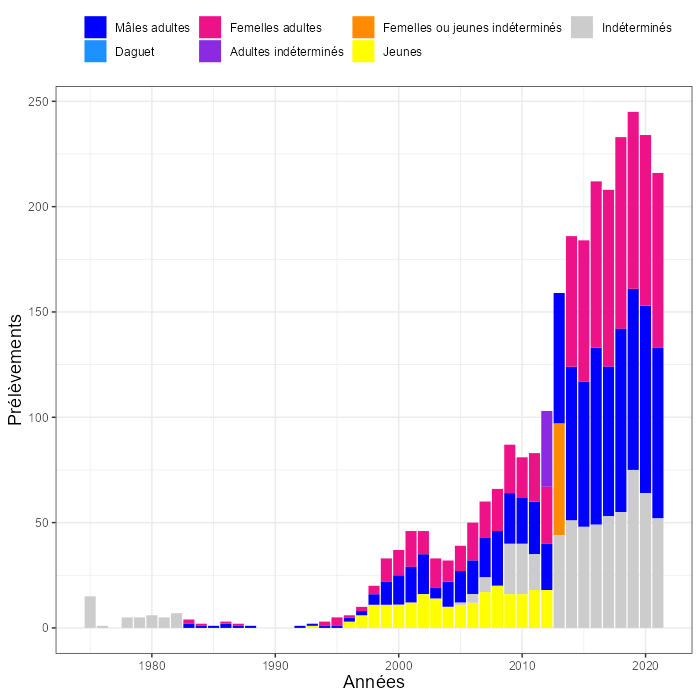 Mâles adultes Femelles adultes Femelles ou jeunes indéterminés Indéterminés
Daguet Adultes indéterminés Jeunes
250
200
150
100
50
0
Prélèvements
1980 1990 2000 2010 2020
Années